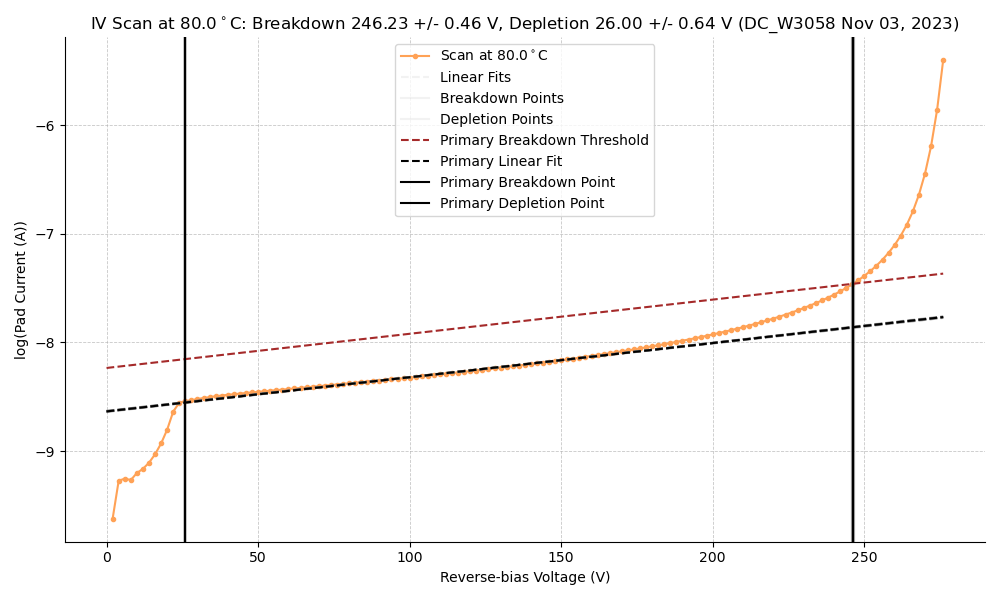 IV Scan at 80.0°C: Breakdown 246.23 +/- 0.46 V, Depletion 26.00 +/- 0.64 V (DC_W3058 Nov 03, 2023)
Scan at 80.0°C
Linear Fits
Breakdown Points
Depletion Points
Primary Breakdown Threshold
Primary Linear Fit
Primary Breakdown Point
Primary Depletion Point
log(Pad Current (A))
−6
−7
−8
−9
0 50 100 150 200 250
Reverse-bias Voltage (V)